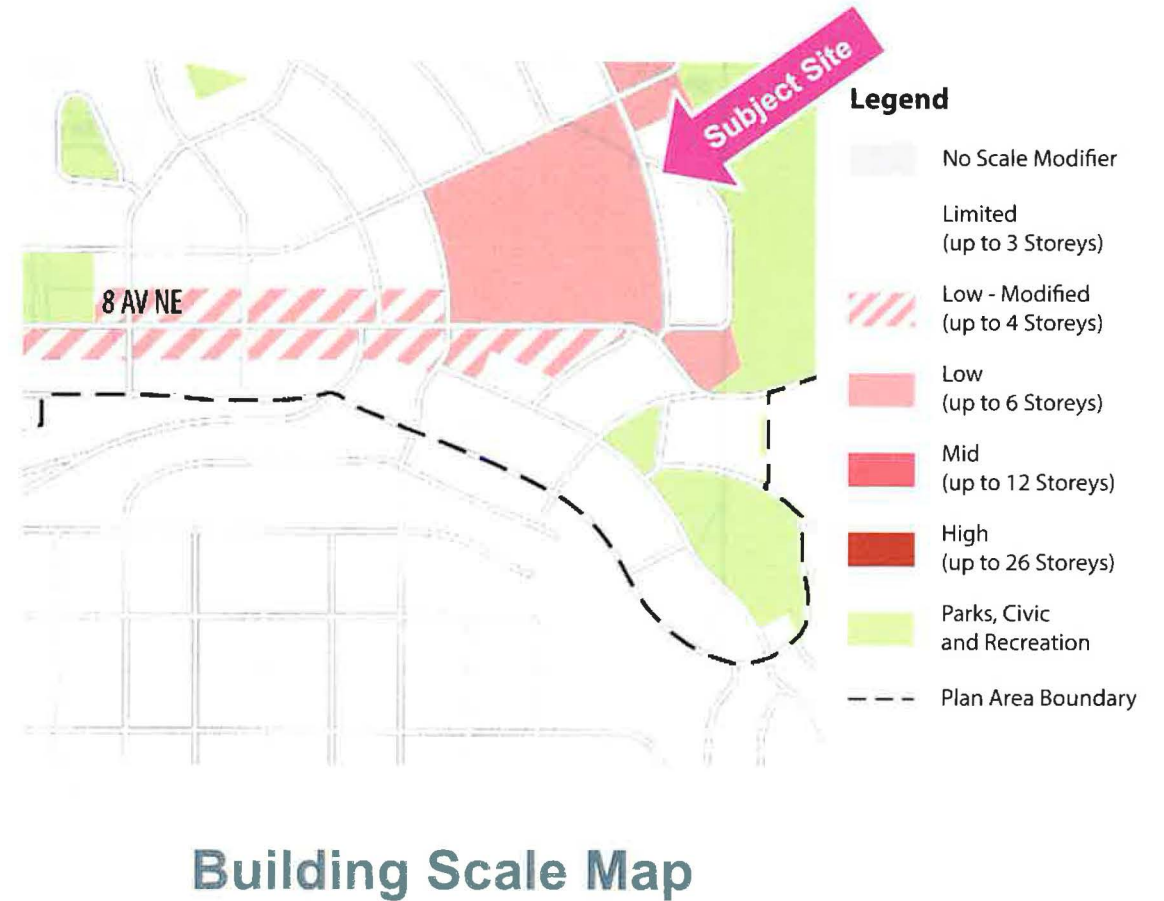 Subject Site
Legend
No Scale Modifier
Limited
(up to 3 Storeys)
8 AV NE
Low - Modified
(up to 4 Storeys)
Low
(up to 6 Storeys)
Mid
(up to 12 Storeys)
High
(up to 26 Storeys)
Parks, Civic
and Recreation
Plan Area Boundary
Building Scale Map